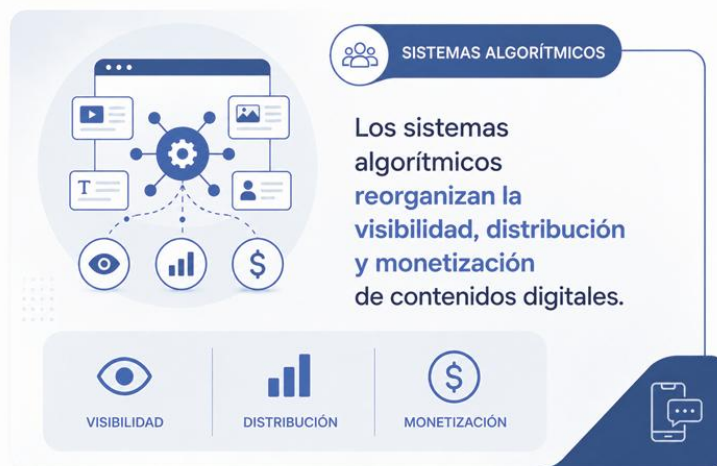 SISTEMAS ALGORÍTMICOS
Los sistemas
algorítmicos
reorganizan la
visibilidad, distribución
y monetización
de contenidos digitales.
T
$
VISIBILIDAD
DISTRIBUCIÓN
$
MONETIZACIÓN